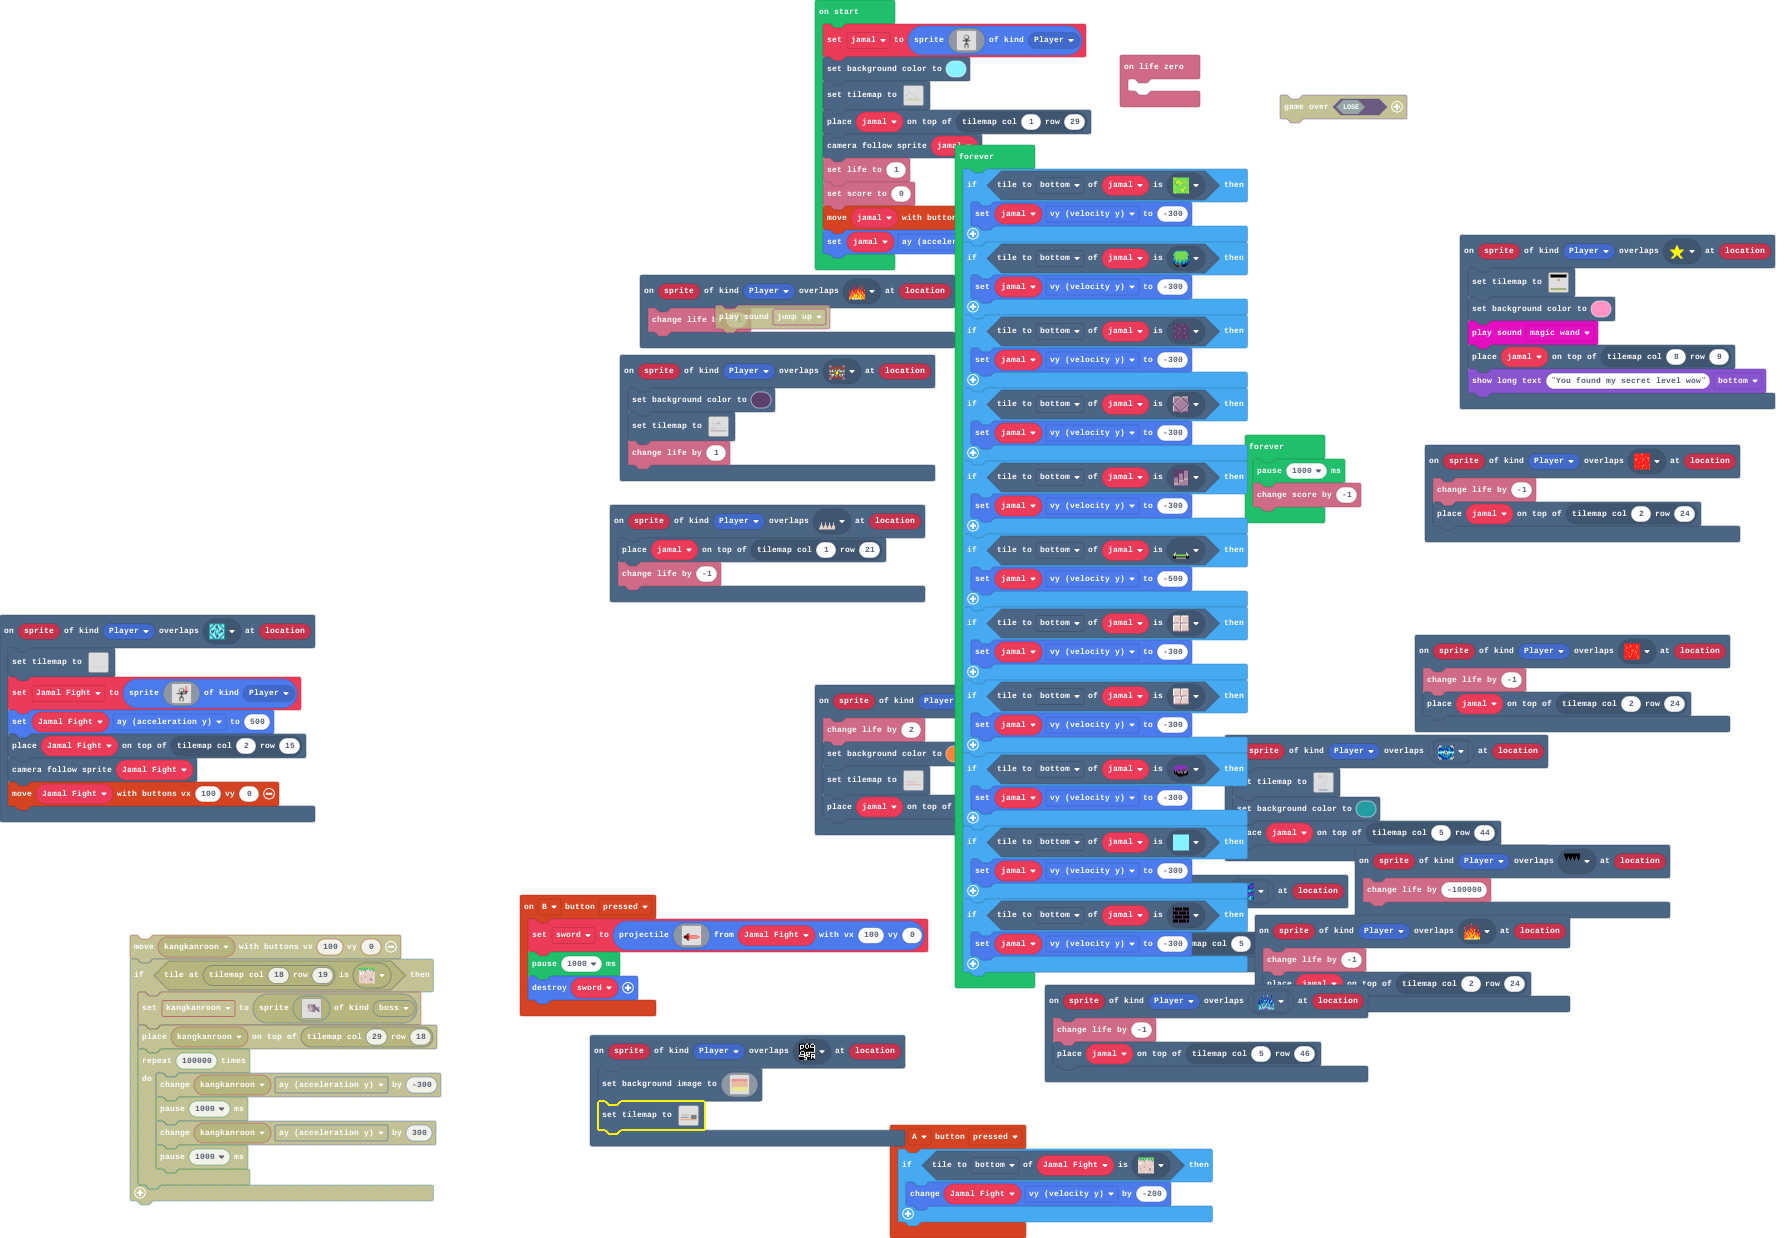 on start
set jamal to sprite of kind Player
set background color to
set tilemap to
place jamal on top of tilemap col 1 row 29
camera follow sprite
set life to 1
set score to 0
move jamal with
set jamal
on life zero
game over LOSE
forever
if tile to bottom of jamal is then
set jamal vy (velocity y) to -300
if tile to bottom of jamal is then
set jamal vy (velocity y) to -300
if tile to bottom of jamal is then
set jamal vy (velocity y) to -300
if tile to bottom of jamal is then
set jamal vy (velocity y) to -300
if tile to bottom of jamal is then
set jamal vy (velocity y) to -300
if tile to bottom of jamal is then
set jamal vy (velocity y) to -500
if tile to bottom of jamal is then
set jamal vy (velocity y) to -300
if tile to bottom of jamal is then
set jamal vy (velocity y) to -300
if tile to bottom of jamal is then
set jamal vy (velocity y) to -300
if tile to bottom of jamal is then
set jamal vy (velocity y) to -300
if tile to bottom of jamal is then
set jamal vy (velocity y) to -300
on sprite of kind Player overlaps at location
change life
play sound jump up
on sprite of kind Player overlaps at location
set background color to
set tilemap to
change life by 1
on sprite of kind Player overlaps at location
place jamal on top of tilemap col 1 row 21
change life by -1
on sprite of kind Player overlaps at location
set tilemap to
set background color to
play sound magic wand
place jamal on top of tilemap col 8 row 9
show long text "You found my secret level wow" bottom
forever
pause 1000 ms
change score by -1
on sprite of kind Player overlaps at location
change life by -1
place jamal on top of tilemap col 2 row 24
on sprite of kind Player overlaps at location
change life by -1
place jamal on top of tilemap col 2 row 24
on sprite of kind Player overlaps at location
set tilemap to
set Jamal Fight to sprite of kind Player
set Jamal Fight ay (acceleration y) to 500
place Jamal Fight on top of tilemap col 2 row 15
camera follow sprite Jamal Fight
move Jamal Fight with buttons vx 100 vy 0
on sprite of kind Player
change life by 2
set background color to
set tilemap to
place jamal on top of
sprite of kind Player overlaps at location
tilemap to
set background color to
jamal on top of tilemap col 5 row 44
on sprite of kind Player overlaps at location
change life by -100000
at location
col 5
on sprite of kind Player overlaps at location
change life by -1
place jamal on top of tilemap col 2 row 24
on sprite of kind Player overlaps at location
change life by -1
place jamal on top of tilemap col 5 row 46
on B button pressed
set sword to projectile from Jamal Fight with vx 100 vy 0
pause 1000 ms
destroy sword
move kangkanroon with buttons vx 100 vy 0
if tile at tilemap col 18 row 19 is then
set kangkanroon to sprite of kind boss
place kangkanroon on top of tilemap col 29 row 18
repeat 100000 times
do change kangkanroon ay (acceleration y) by -300
pause 1000 ms
change kangkanroon ay (acceleration y) by 300
pause 1000 ms
on sprite of kind Player overlaps at location
set background image to
set tilemap to
A button pressed
if tile to bottom of Jamal Fight is then
change Jamal Fight vy (velocity y) by -200